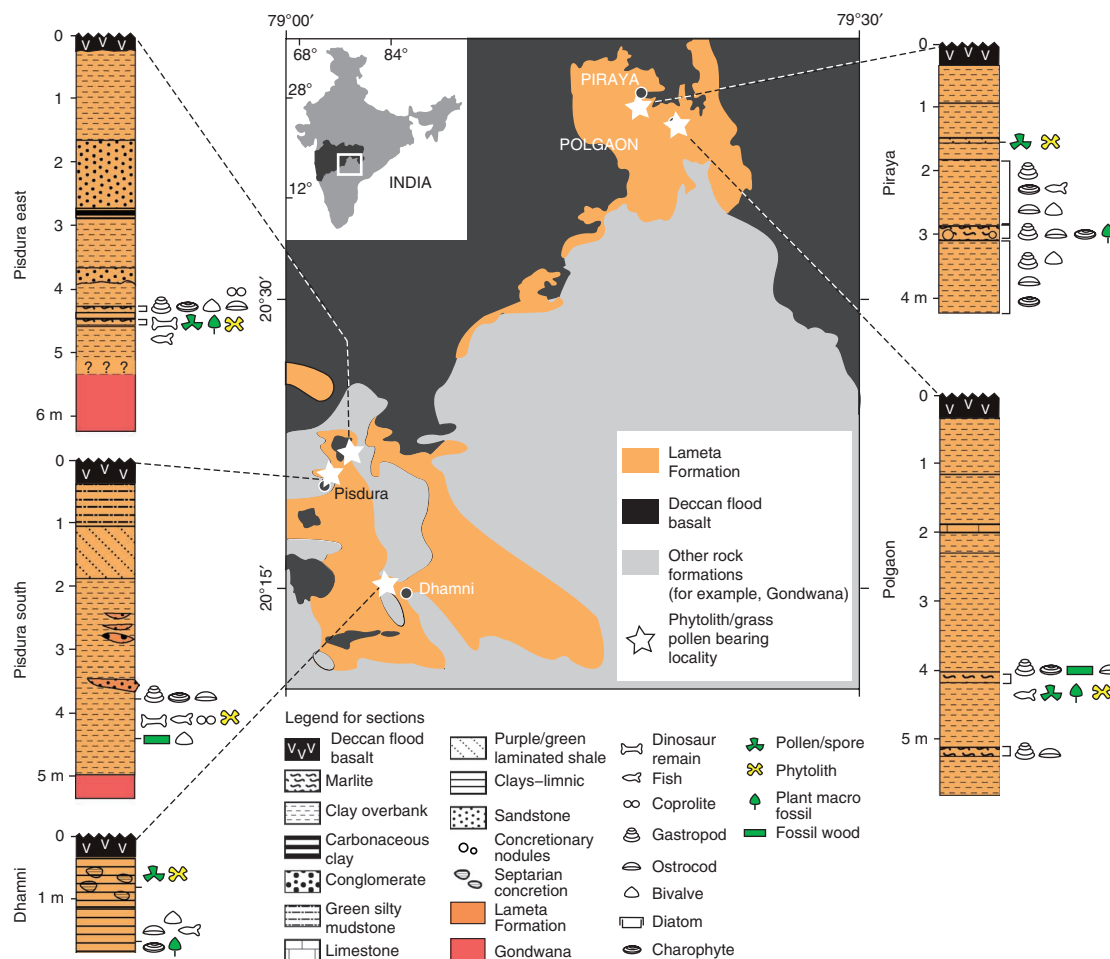 79°00′
79°30′
68°
84°
28°
12°
INDIA
PIRAYA
POLGAON
20°30′
20°15′
Pisdura
Dhamni
Lameta
Formation
Deccan flood
basalt
Other rock
formations
(for example, Gondwana)
Phytolith/grass
pollen bearing
locality
Pisdura east
0
V V V
1
2
3
4
5
? ? ?
6 m
Pisdura south
0
V V V
1
2
3
4
5 m
Dhamni
0
V V V
1 m
Piraya
0
V V V
1
2
3
4 m
Polgaon
0
V V V
1
2
3
4
5 m
Legend for sections
V V V
Deccan flood
basalt
Marlite
Clay overbank
Carbonaceous
clay
Conglomerate
Green silty
mudstone
Limestone
Purple/green
laminated shale
Clays–limnic
Sandstone
Concretionary
nodules
Septarian
concretion
Lameta
Formation
Gondwana
Dinosaur
remain
Fish
Coprolite
Gastropod
Ostrocod
Bivalve
Diatom
Charophyte
Pollen/spore
Phytolith
Plant macro
fossil
Fossil wood